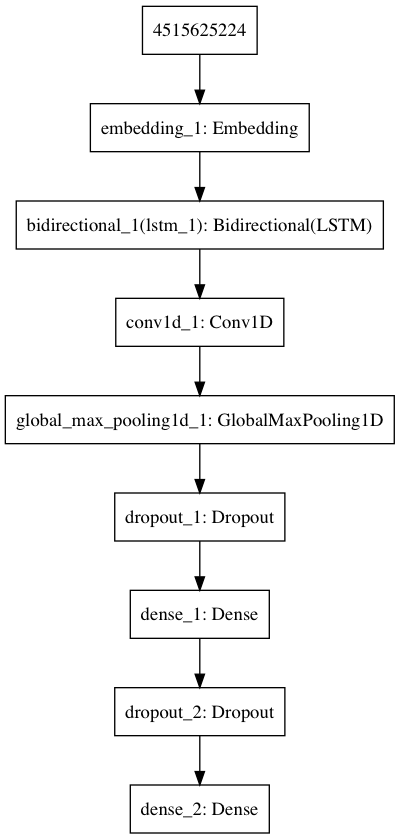 4515625224
embedding_1: Embedding
bidirectional_1(lstm_1): Bidirectional(LSTM)
conv1d_1: Conv1D
global_max_pooling1d_1: GlobalMaxPooling1D
dropout_1: Dropout
dense_1: Dense
dropout_2: Dropout
dense_2: Dense